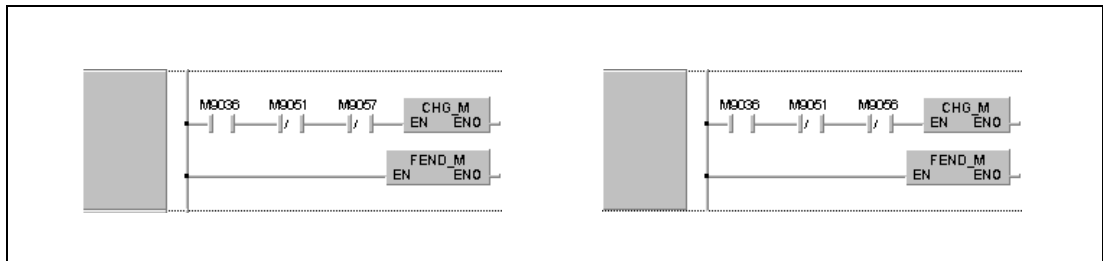 M9036 M9051 M9057 CHG_M
EN ENO
FEND_M
EN ENO
M9036 M9051 M9056 CHG_M
EN ENO
FEND_M
EN ENO